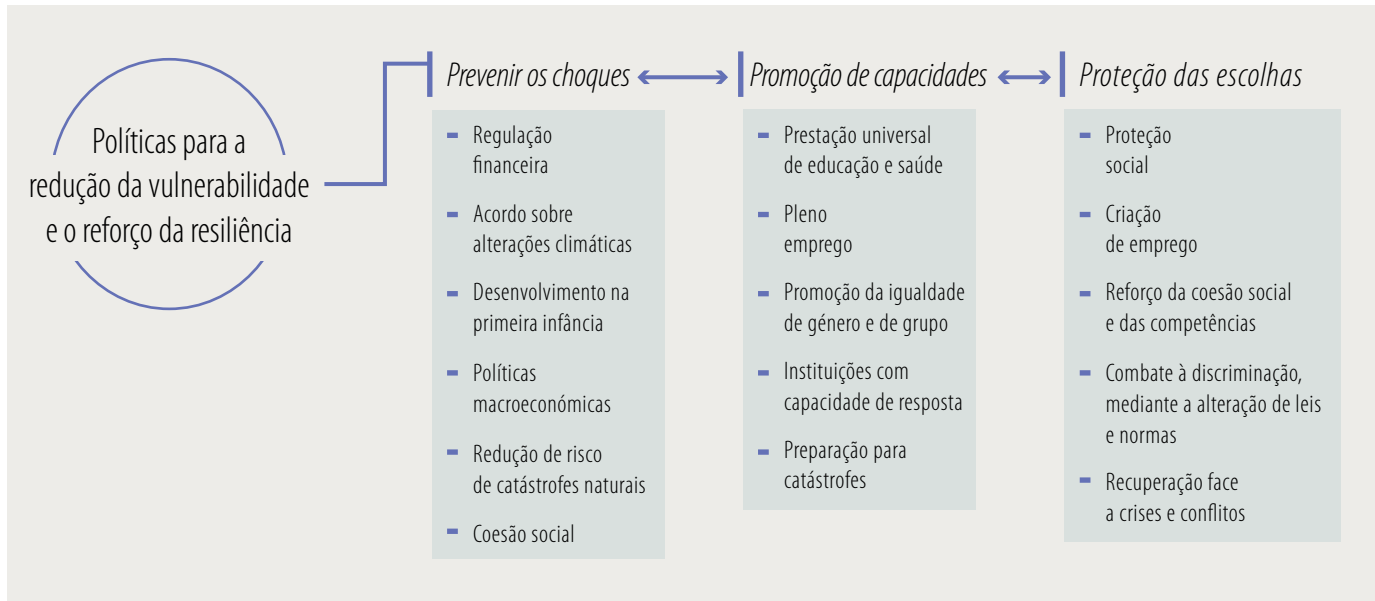 Políticas para a
redução da vulnerabilidade
e o reforço da resiliência
Prevenir os choques
Regulação
financeira
Acordo sobre
alterações climáticas
Desenvolvimento na
primeira infância
Políticas
macroeconómicas
Redução de risco
de catástrofes naturais
Coesão social
Promoção de capacidades
Prestação universal
de educação e saúde
Pleno
emprego
Promoção da igualdade
de género e de grupo
Instituições com
capacidade de resposta
Preparação para
catástrofes
Proteção das escolhas
Proteção
social
Criação
de emprego
Reforço da coesão social
e das competências
Combate à discriminação,
mediante a alteração de leis
e normas
Recuperação face
a crises e conflitos